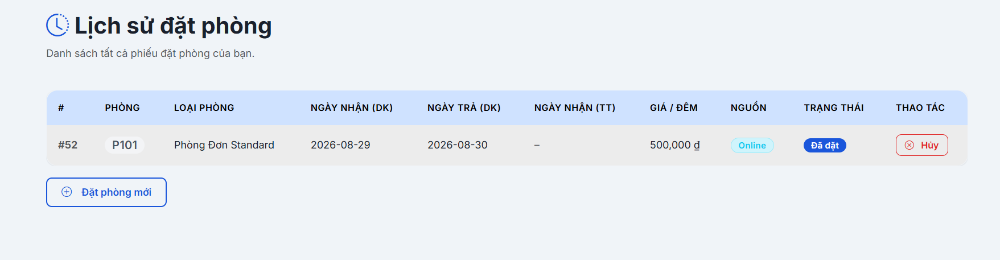 Lịch sử đặt phòng
Danh sách tất cả phiếu đặt phòng của bạn.
# PHÒNG LOẠI PHÒNG NGÀY NHẬN (DK) NGÀY TRẢ (DK) NGÀY NHẬN (TT) GIÁ / ĐÊM NGUỒN TRẠNG THÁI THAO TÁC
#52 P101 Phòng Đơn Standard 2026-08-29 2026-08-30 – 500,000 ₫ Online Đã đặt Hủy
Đặt phòng mới